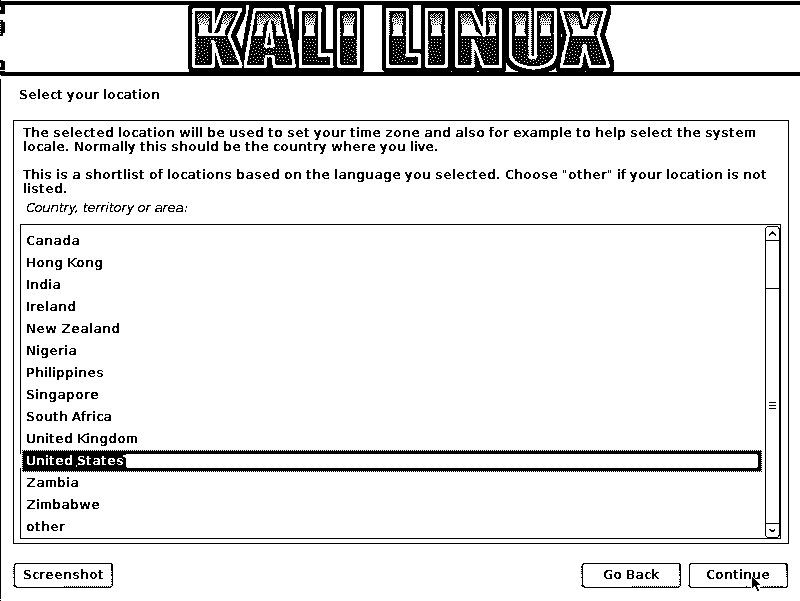 KALI LINUX
Select your location
The selected location will be used to set your time zone and also for example to help select the system
locale. Normally this should be the country where you live.
This is a shortlist of locations based on the language you selected. Choose "other" if your location is not
listed.
Country, territory or area:
Canada
Hong Kong
India
Ireland
New Zealand
Nigeria
Philippines
Singapore
South Africa
United Kingdom
United States
Zambia
Zimbabwe
other
Screenshot
Go Back
Continue